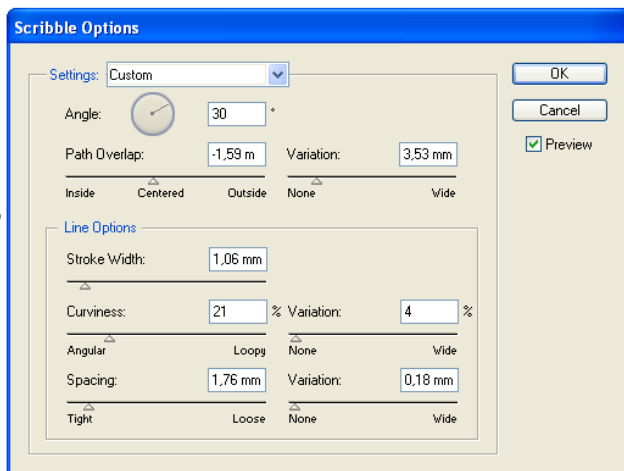 Scribble Options
Settings: Custom
OK
Angle: 30 °
Cancel
Path Overlap: -1,59 m Variation: 3,53 mm
Preview
Inside Centered Outside None Wide
Line Options
Stroke Width: 1,06 mm
Curviness: 21 % Variation: 4 %
Angular Loopy None Wide
Spacing: 1,76 mm Variation: 0,18 mm
Tight Loose None Wide